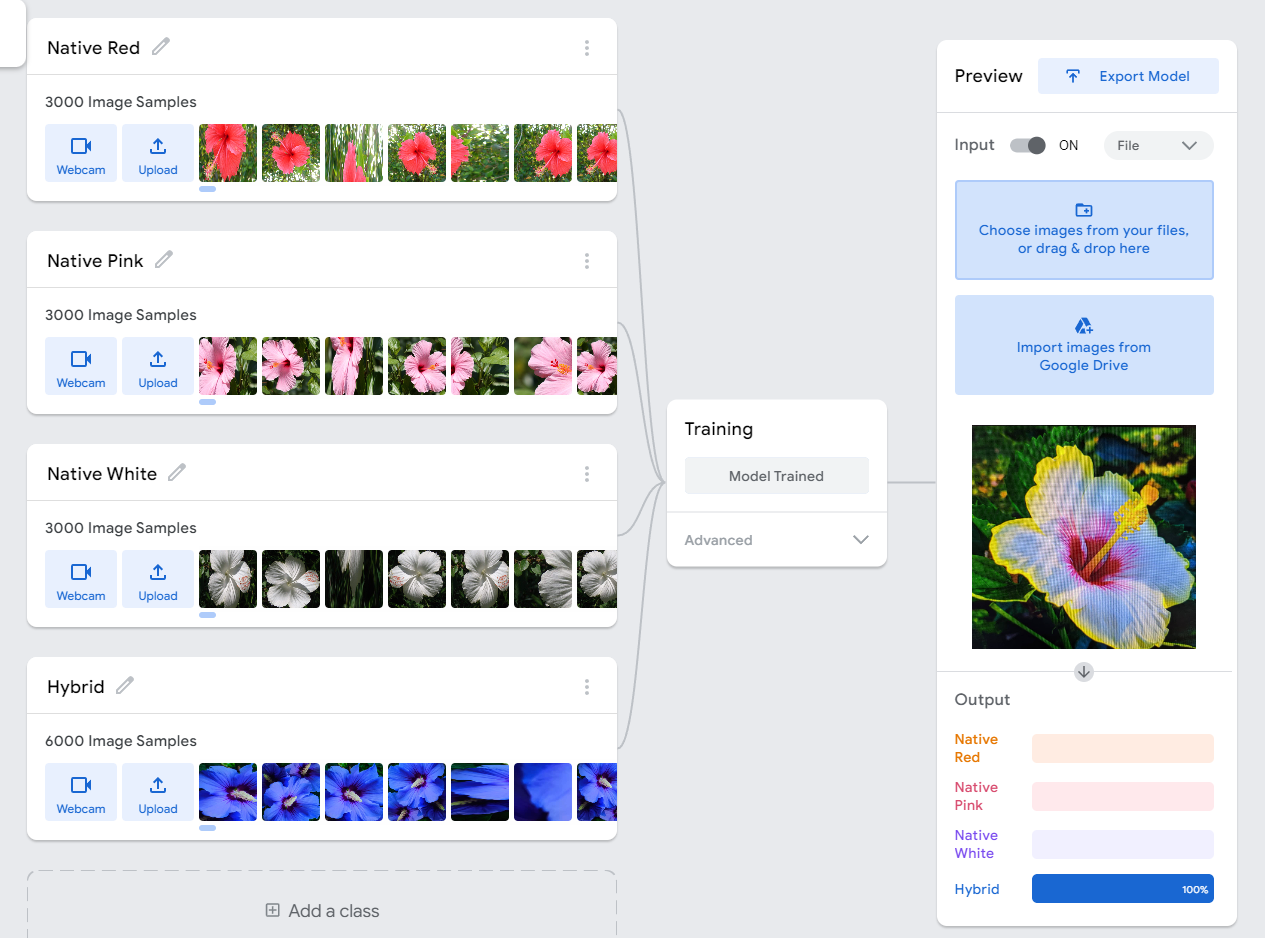 Native Red
3000 Image Samples
Webcam
Upload
Native Pink
3000 Image Samples
Webcam
Upload
Native White
3000 Image Samples
Webcam
Upload
Hybrid
6000 Image Samples
Webcam
Upload
Add a class
Training
Model Trained
Advanced
Preview
Export Model
Input
ON
File
Choose images from your files,
or drag & drop here
Import images from
Google Drive
Output
Native
Red
Native
Pink
Native
White
Hybrid
100%